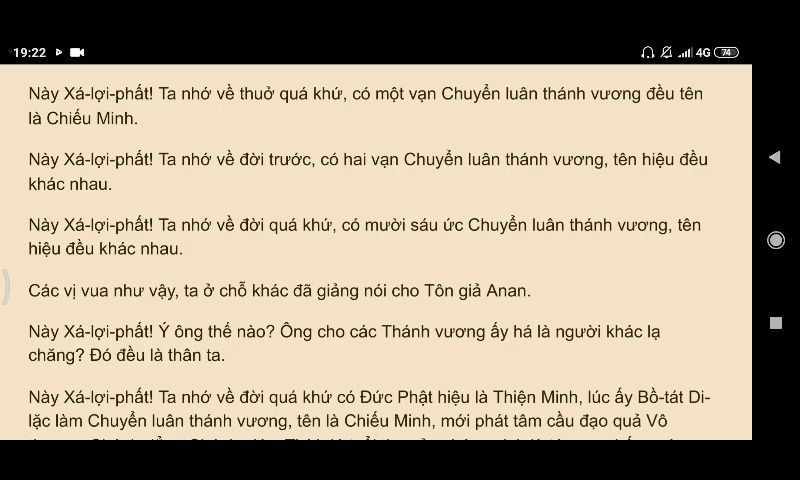 19:22
4G 74
Này Xá-lợi-phất! Ta nhớ về thuở quá khứ, có một vạn Chuyển luân thánh vương đều tên
là Chiếu Minh.
Này Xá-lợi-phất! Ta nhớ về đời trước, có hai vạn Chuyển luân thánh vương, tên hiệu đều
khác nhau.
Này Xá-lợi-phất! Ta nhớ về đời quá khứ, có mười sáu ức Chuyển luân thánh vương, tên
hiệu đều khác nhau.
Các vị vua như vậy, ta ở chỗ khác đã giảng nói cho Tôn giả Anan.
Này Xá-lợi-phất! Ý ông thế nào? Ông cho các Thánh vương ấy há là người khác lạ
chăng? Đó đều là thân ta.
Này Xá-lợi-phất! Ta nhớ về đời quá khứ có Đức Phật hiệu là Thiện Minh, lúc ấy Bồ-tát Di-
lặc làm Chuyển luân thánh vương, tên là Chiếu Minh, mới phát tâm cầu đạo quả Vô